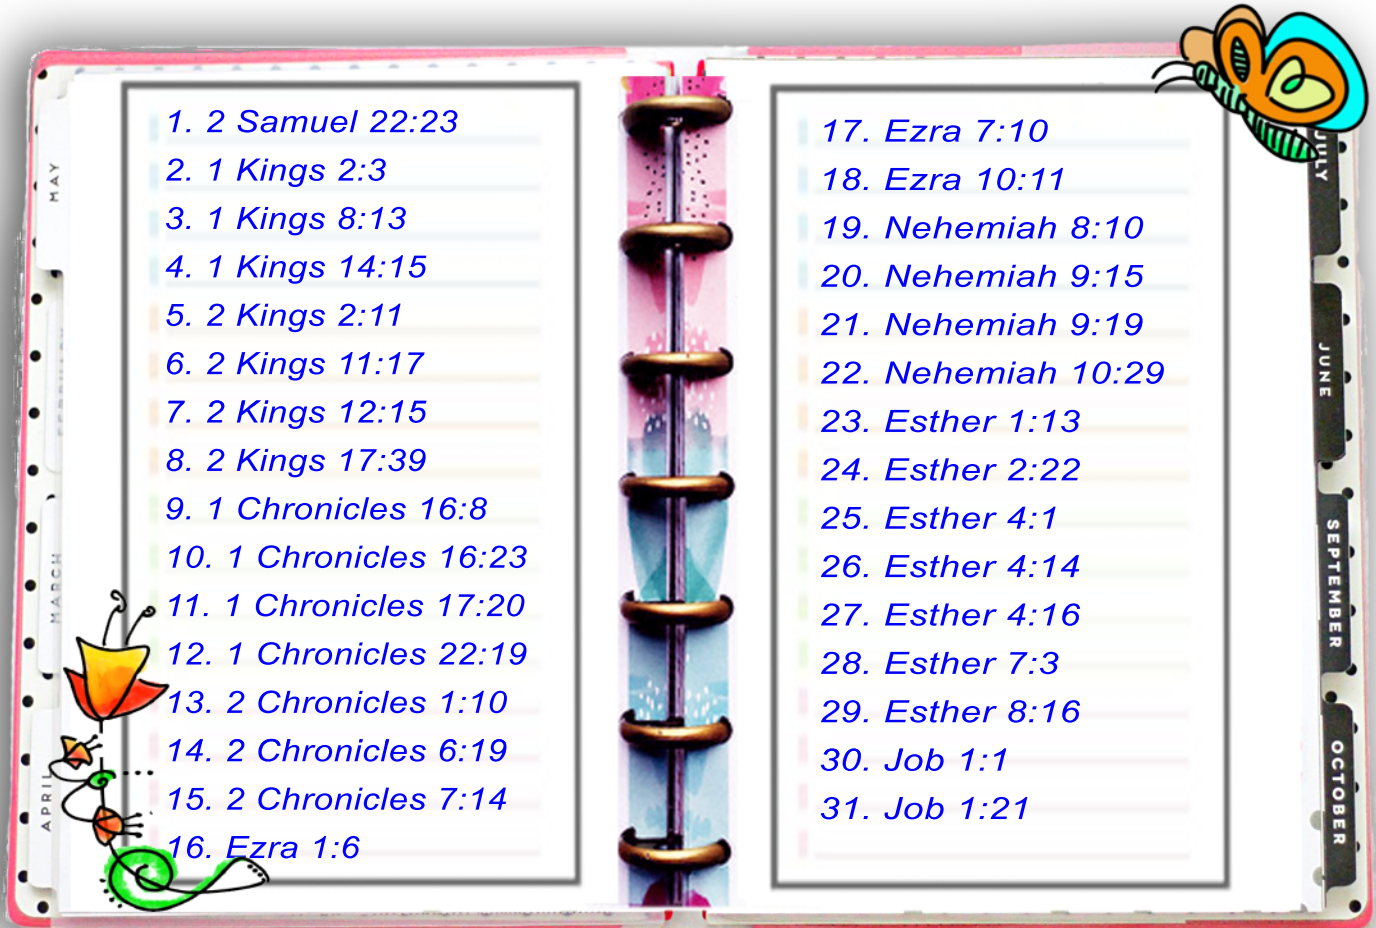 1. 2 Samuel 22:23
2. 1 Kings 2:3
3. 1 Kings 8:13
4. 1 Kings 14:15
5. 2 Kings 2:11
6. 2 Kings 11:17
7. 2 Kings 12:15
8. 2 Kings 17:39
9. 1 Chronicles 16:8
10. 1 Chronicles 16:23
11. 1 Chronicles 17:20
12. 1 Chronicles 22:19
13. 2 Chronicles 1:10
14. 2 Chronicles 6:19
15. 2 Chronicles 7:14
16. Ezra 1:6
17. Ezra 7:10
18. Ezra 10:11
19. Nehemiah 8:10
20. Nehemiah 9:15
21. Nehemiah 9:19
22. Nehemiah 10:29
23. Esther 1:13
24. Esther 2:22
25. Esther 4:1
26. Esther 4:14
27. Esther 4:16
28. Esther 7:3
29. Esther 8:16
30. Job 1:1
31. Job 1:21
MAY
FEBRUARY
MARCH
APRIL
JULY
JUNE
SEPTEMBER
OCTOBER